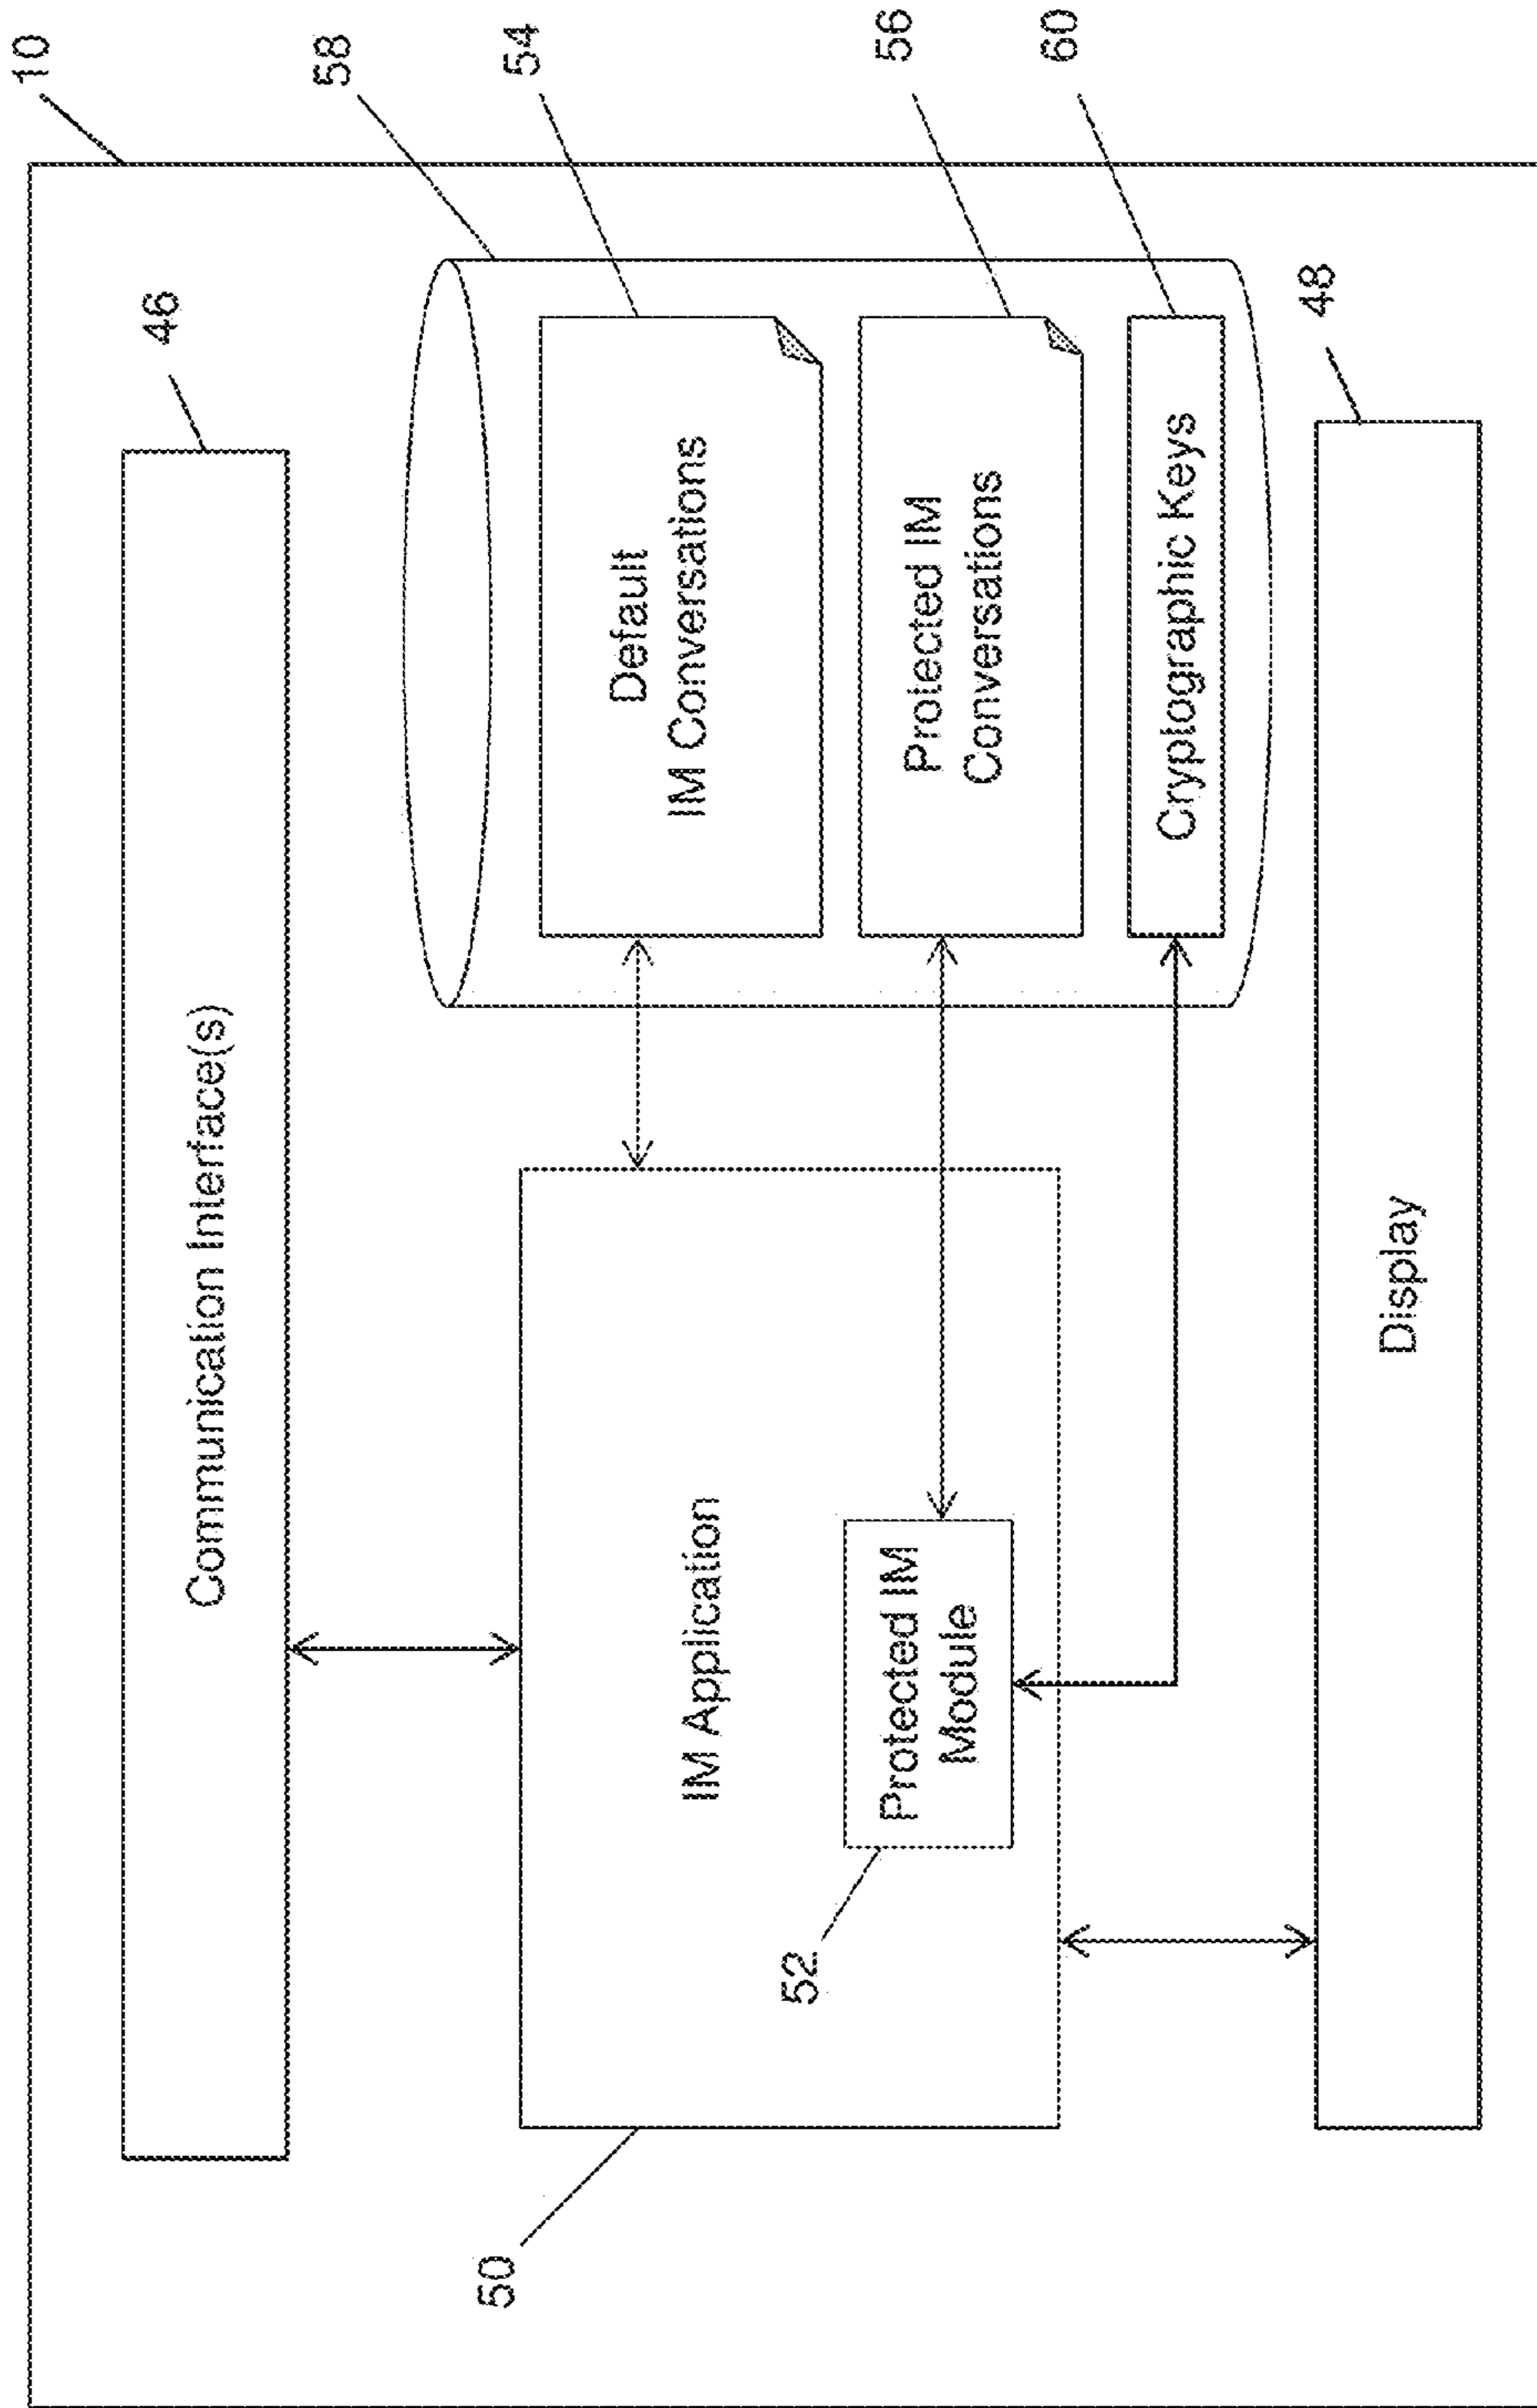 10
46
Communication Interface(s)
58
54
Default
IM Conversations
50
IM Application
56
Protected IM
Conversations
52
Protected IM
Module
60
Cryptographic Keys
48
Display